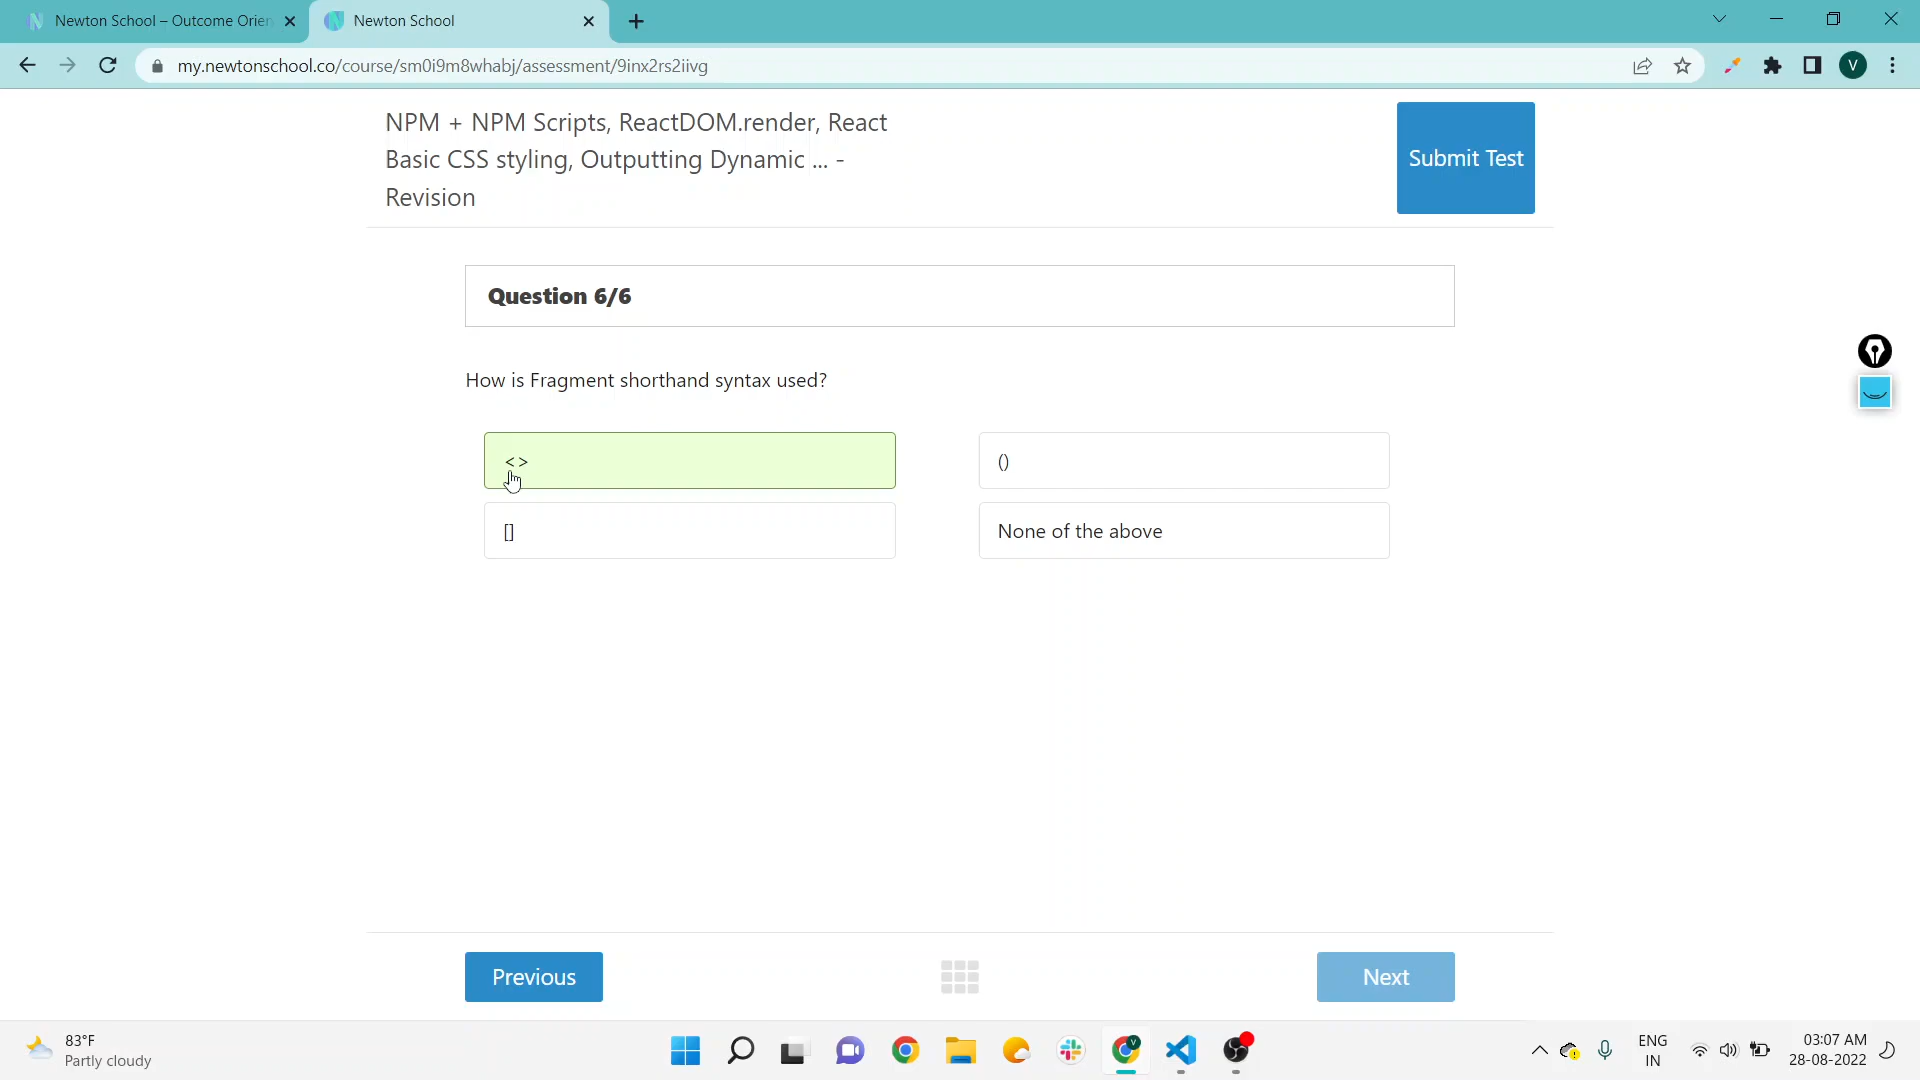 Newton School – Outcome Orien
Newton School
my.newtonschool.co/course/sm0i9m8whabj/assessment/9inx2rs2iivg
V
NPM + NPM Scripts, ReactDOM.render, React
Basic CSS styling, Outputting Dynamic ... -
Revision
Submit Test
Question 6/6
How is Fragment shorthand syntax used?
< >
()
[]
None of the above
Previous
Next
83°F
Partly cloudy
ENG
IN
03:07 AM
28-08-2022